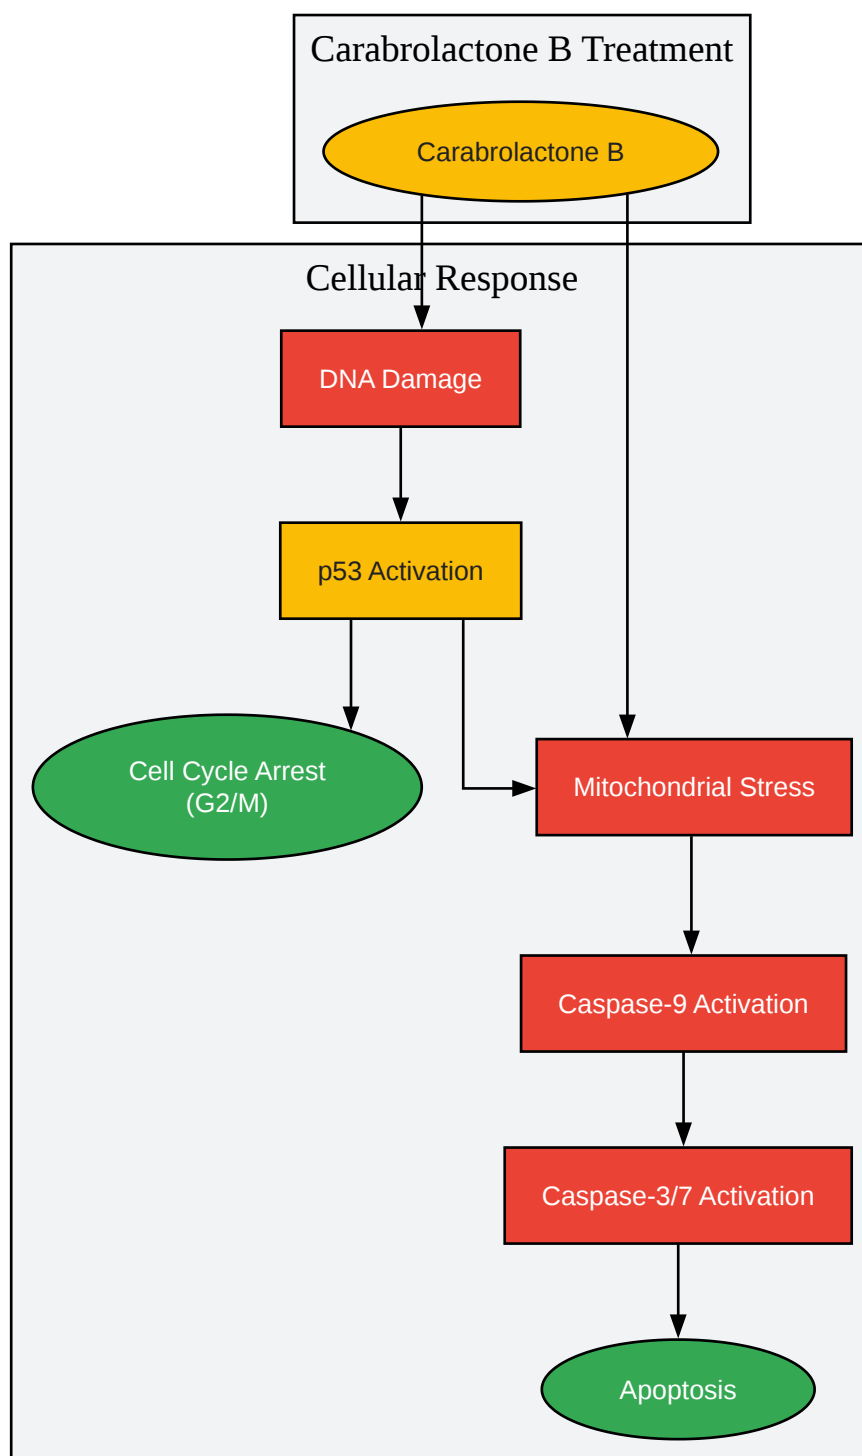 Carabrolactone B Treatment
Carabrolactone B
Cellular Response
DNA Damage
p53 Activation
Cell Cycle Arrest
(G2/M)
Mitochondrial Stress
Caspase-9 Activation
Caspase-3/7 Activation
Apoptosis